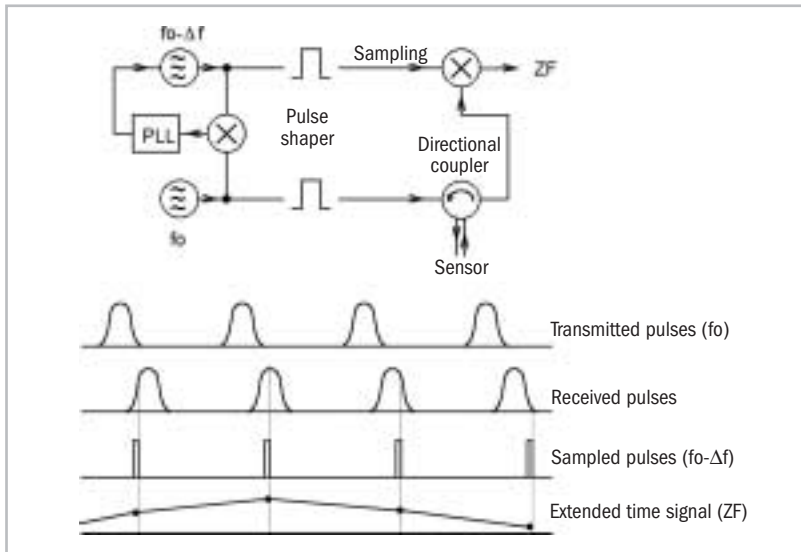 fo-Δf
Sampling
ZF
PLL
Pulse
shaper
Directional
coupler
fo
Sensor
Transmitted pulses (fo)
Received pulses
Sampled pulses (fo-Δf)
Extended time signal (ZF)